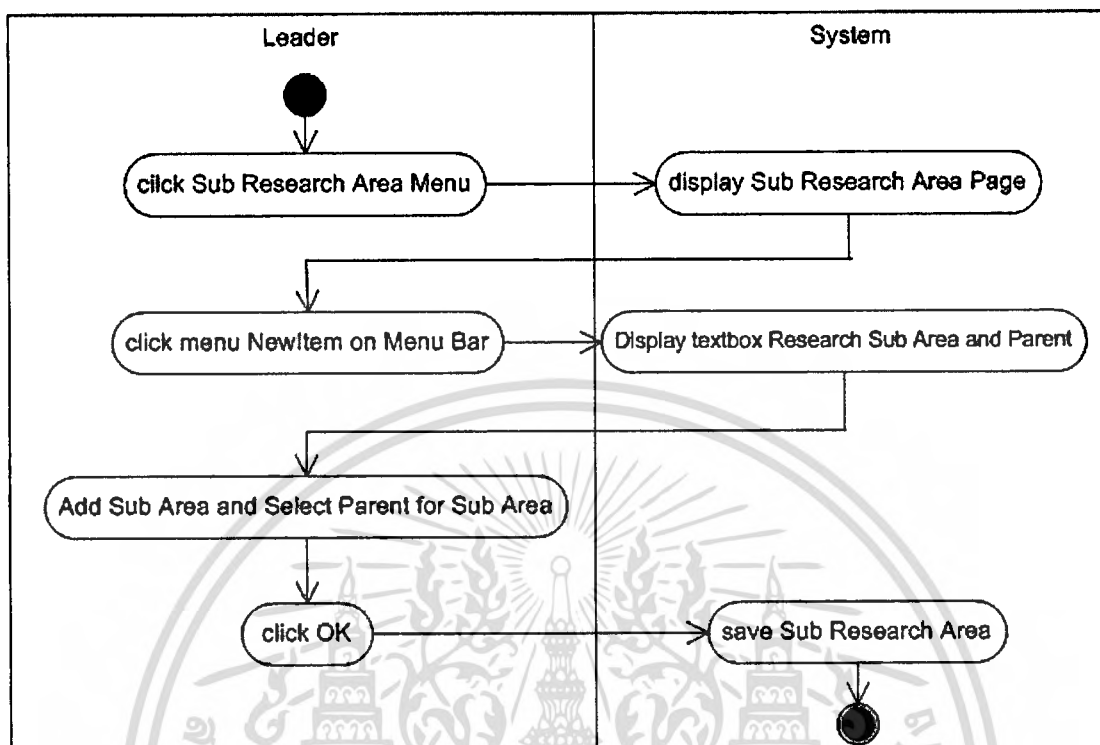 Leader
System
cilck Sub Research Area Menu
display Sub Research Area Page
click menu NewItem on Menu Bar
Display textbox Research Sub Area and Parent
Add Sub Area and Select Parent for Sub Area
click OK
save Sub Research Area